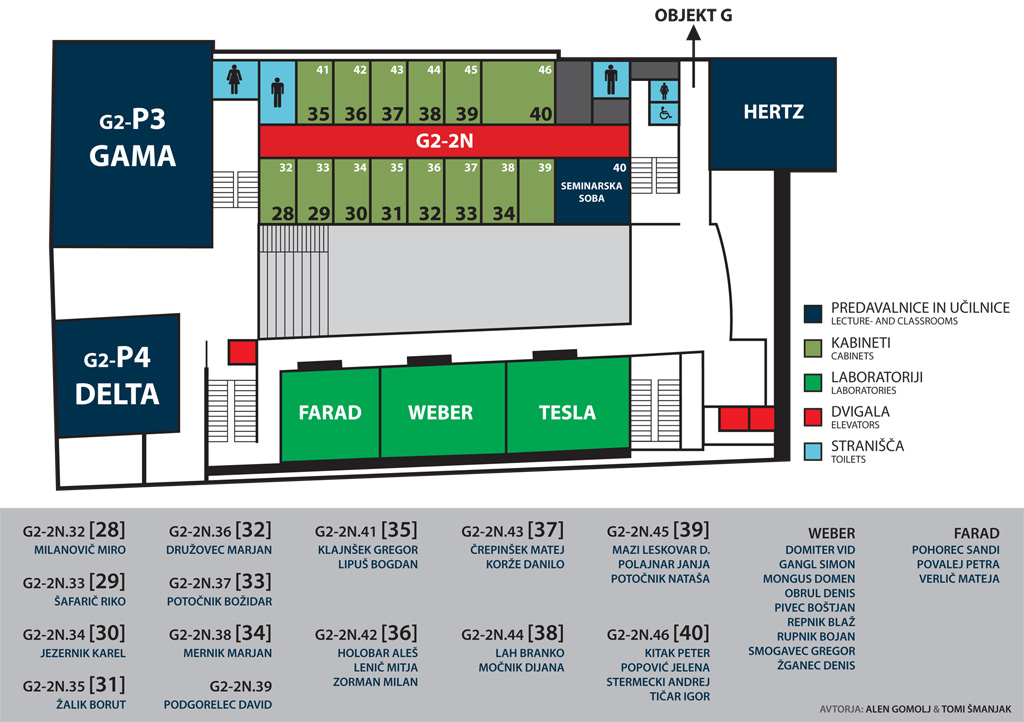 OBJEKT G
G2-P3
GAMA
41
42
43
44
45
46
35
36
37
38
39
40
HERTZ
G2-2N
32
33
34
35
36
37
38
39
40
SEMINARSKA
SOBA
28
29
30
31
32
33
34
G2-P4
DELTA
FARAD
WEBER
TESLA
PREDAVALNICE IN UČILNICE
LECTURE- AND CLASSROOMS
KABINETI
CABINETS
LABORATORIJI
LABORATORIES
DVIGALA
ELEVATORS
STRANIŠČA
TOILETS
G2-2N.32 [28]
MILANOVIČ MIRO
G2-2N.33 [29]
ŠAFARIČ RIKO
G2-2N.34 [30]
JEZERNIK KAREL
G2-2N.35 [31]
ŽALIK BORUT
G2-2N.36 [32]
DRUŽOVEC MARJAN
G2-2N.37 [33]
POTOČNIK BOŽIDAR
G2-2N.38 [34]
MERNIK MARJAN
G2-2N.39
PODGORELEC DAVID
G2-2N.41 [35]
KLAJNŠEK GREGOR
LIPUŠ BOGDAN
G2-2N.42 [36]
HOLOBAR ALEŠ
LENIČ MITJA
ZORMAN MILAN
G2-2N.43 [37]
ČREPINŠEK MATEJ
KORŽE DANILO
G2-2N.44 [38]
LAH BRANKO
MOČNIK DIJANA
G2-2N.45 [39]
MAZI LESKOVAR D.
POLAJNAR JANJA
POTOČNIK NATAŠA
G2-2N.46 [40]
KITAK PETER
POPOVIĆ JELENA
STERMECKI ANDREJ
TIČAR IGOR
WEBER
DOMITER VID
GANGL SIMON
MONGUS DOMEN
OBRUL DENIS
PIVEC BOŠTJAN
REPNIK BLAŽ
RUPNIK BOJAN
SMOGAVEC GREGOR
ŽGANEC DENIS
FARAD
POHOREC SANDI
POVALEJ PETRA
VERLIČ MATEJA
AVTORJA: ALEN GOMOLJ & TOMI ŠMANJAK